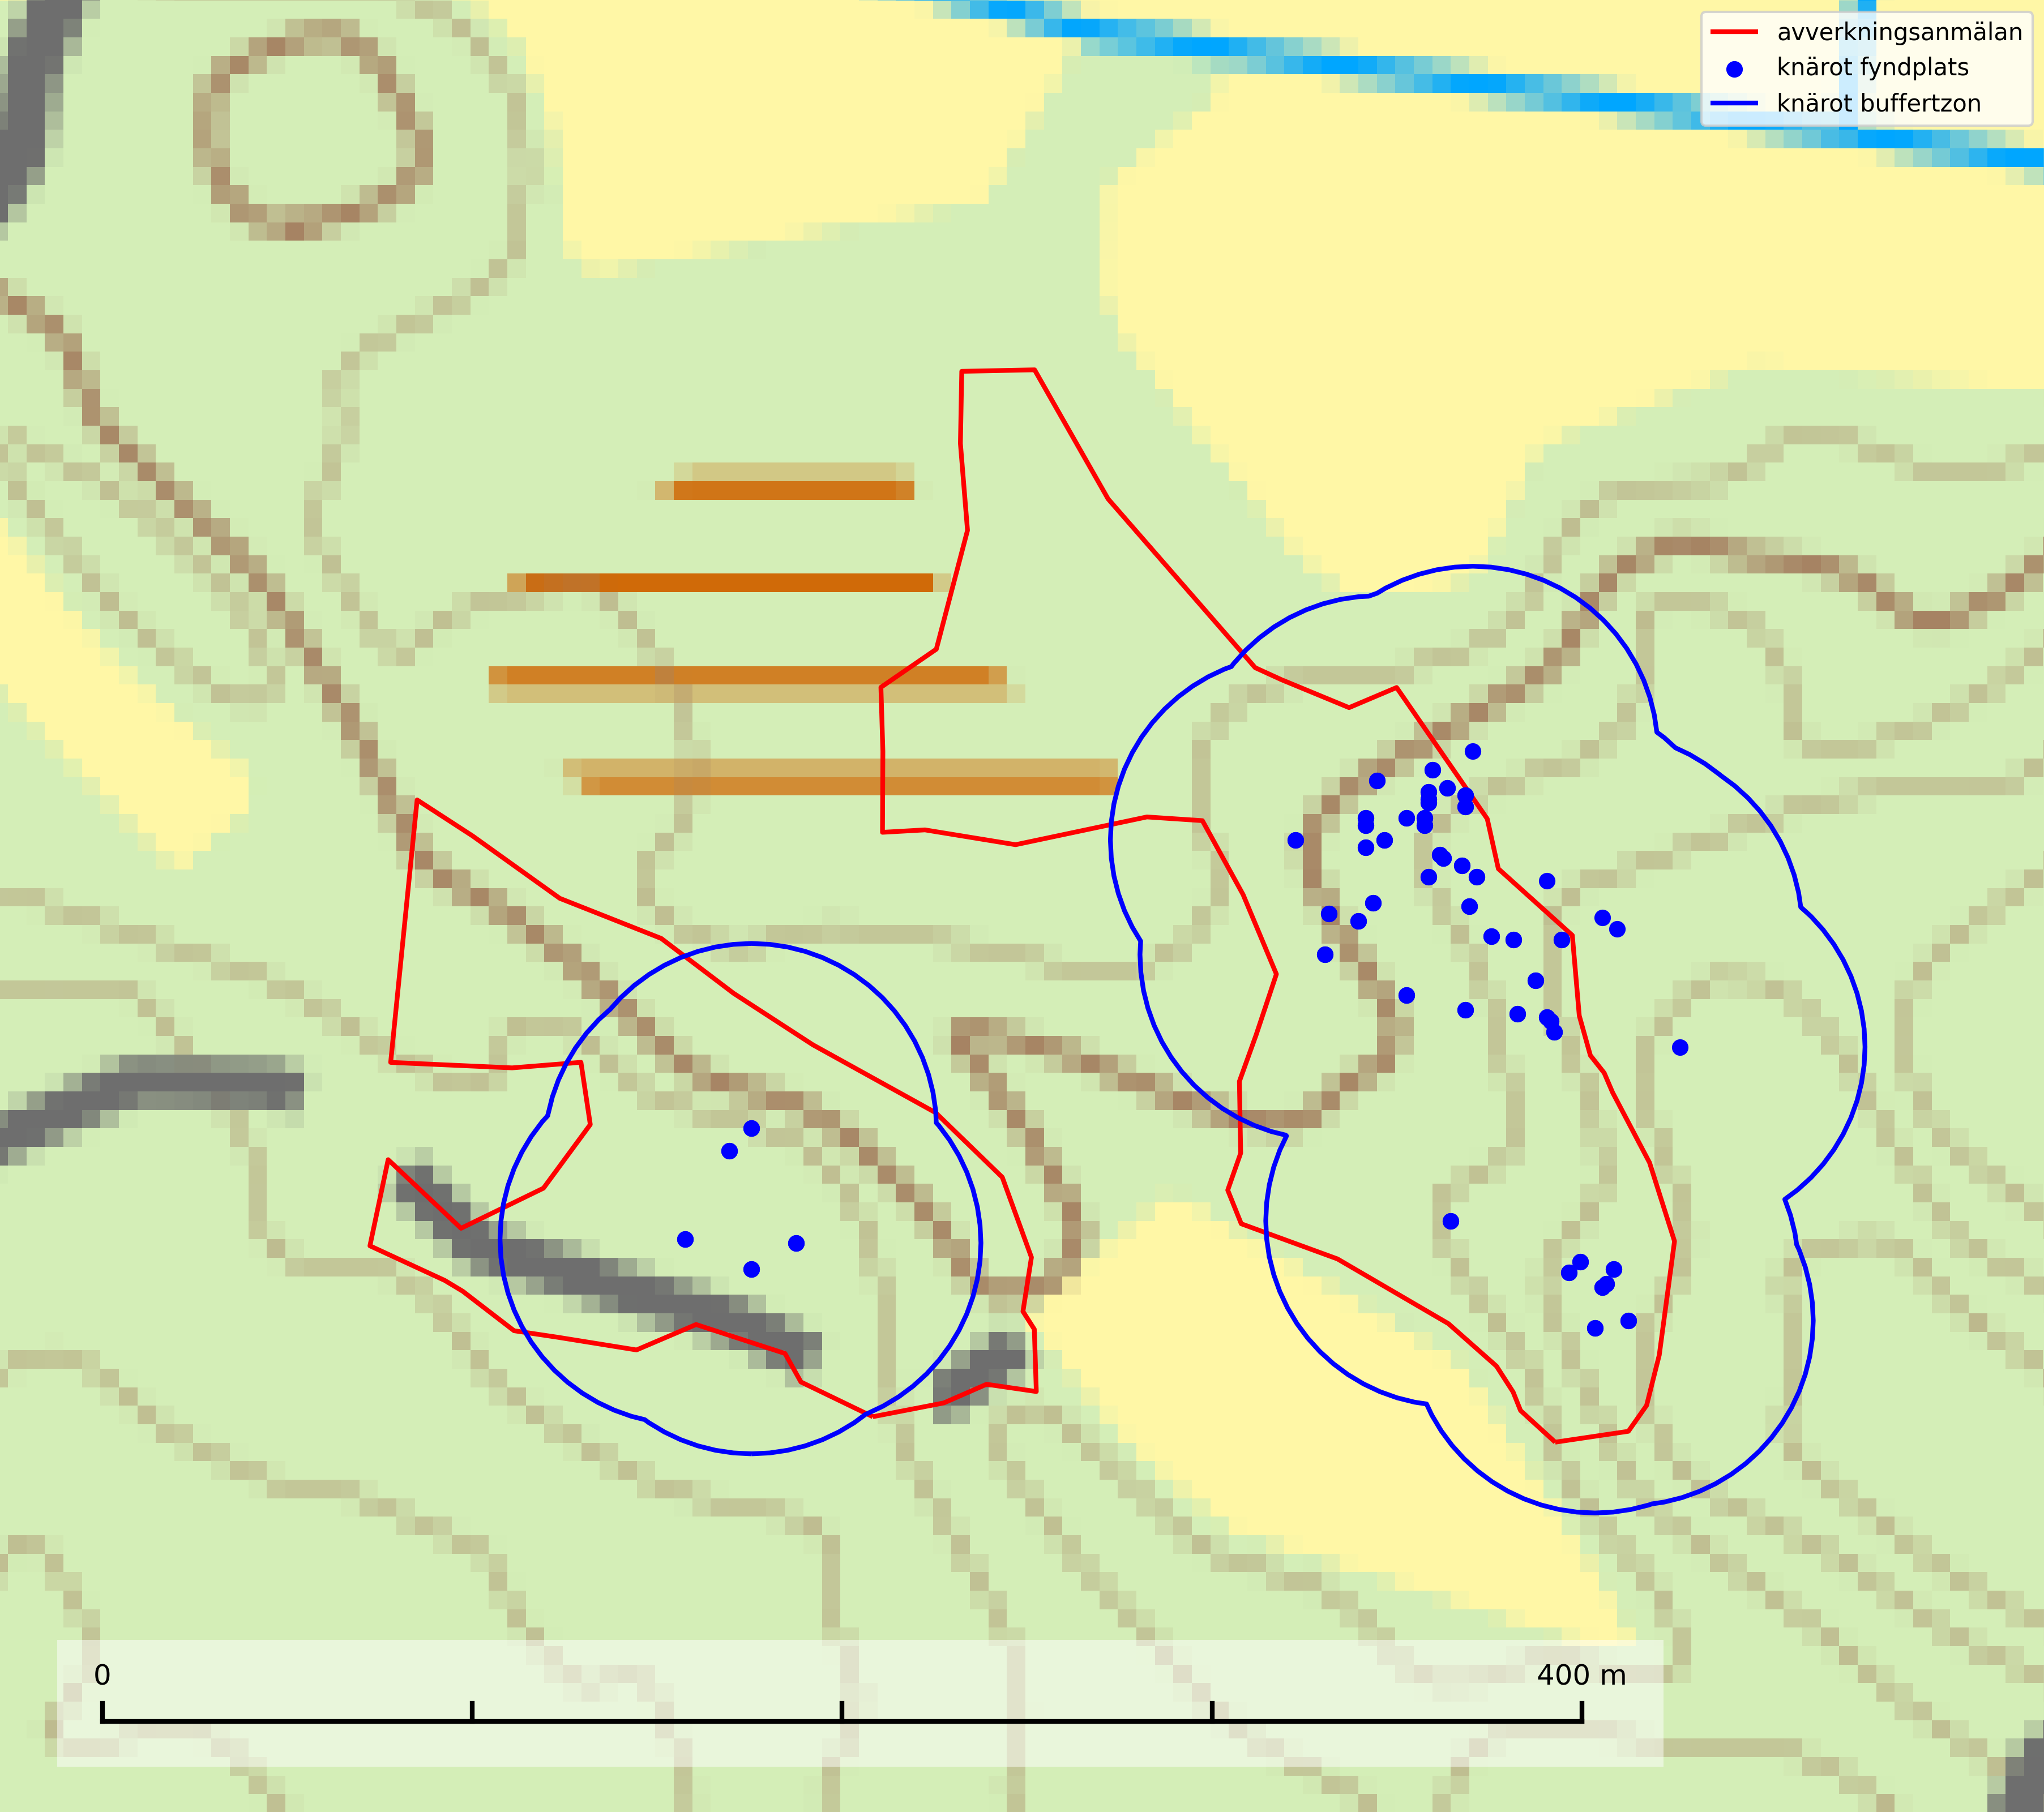 avverkningsanmälan
knärot fyndplats
knärot buffertzon
0 400 m